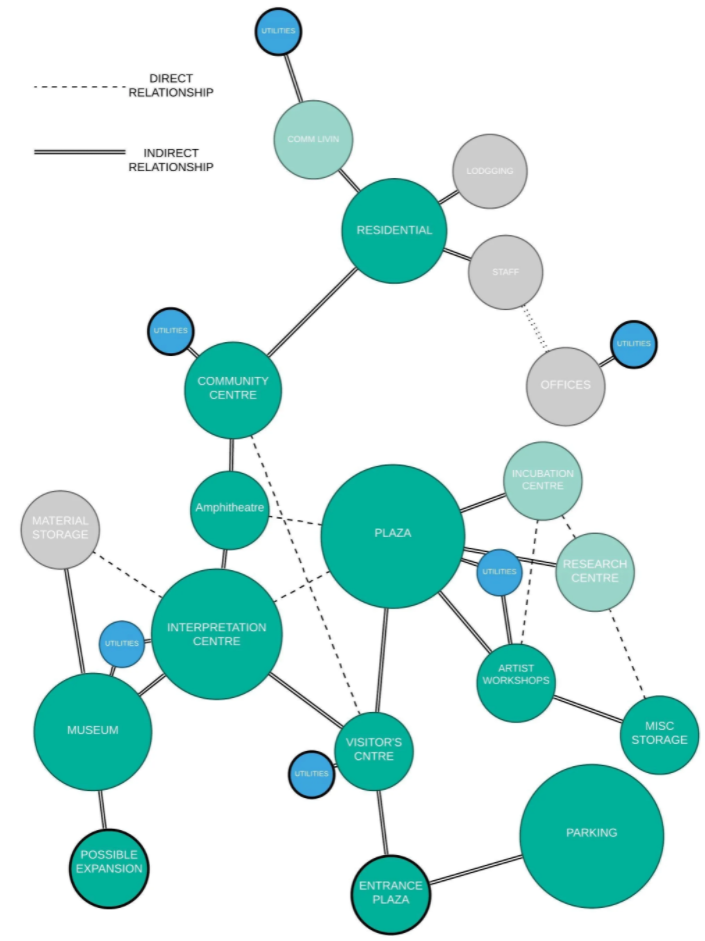 UTILITIES
DIRECT
RELATIONSHIP
COMM LIVIN
INDIRECT
RELATIONSHIP
LODGGING
RESIDENTIAL
STAFF
UTILITIES
UTILITIES
COMMUNITY
CENTRE
OFFICES
INCUBATION
CENTRE
Amphitheatre
MATERIAL
STORAGE
PLAZA
UTILITIES
RESEARCH
CENTRE
INTERPRETATION
CENTRE
UTILITIES
ARTIST
WORKSHOPS
MUSEUM
MISC
STORAGE
VISITOR'S
CNTRE
UTILITIES
PARKING
POSSIBLE
EXPANSION
ENTRANCE
PLAZA